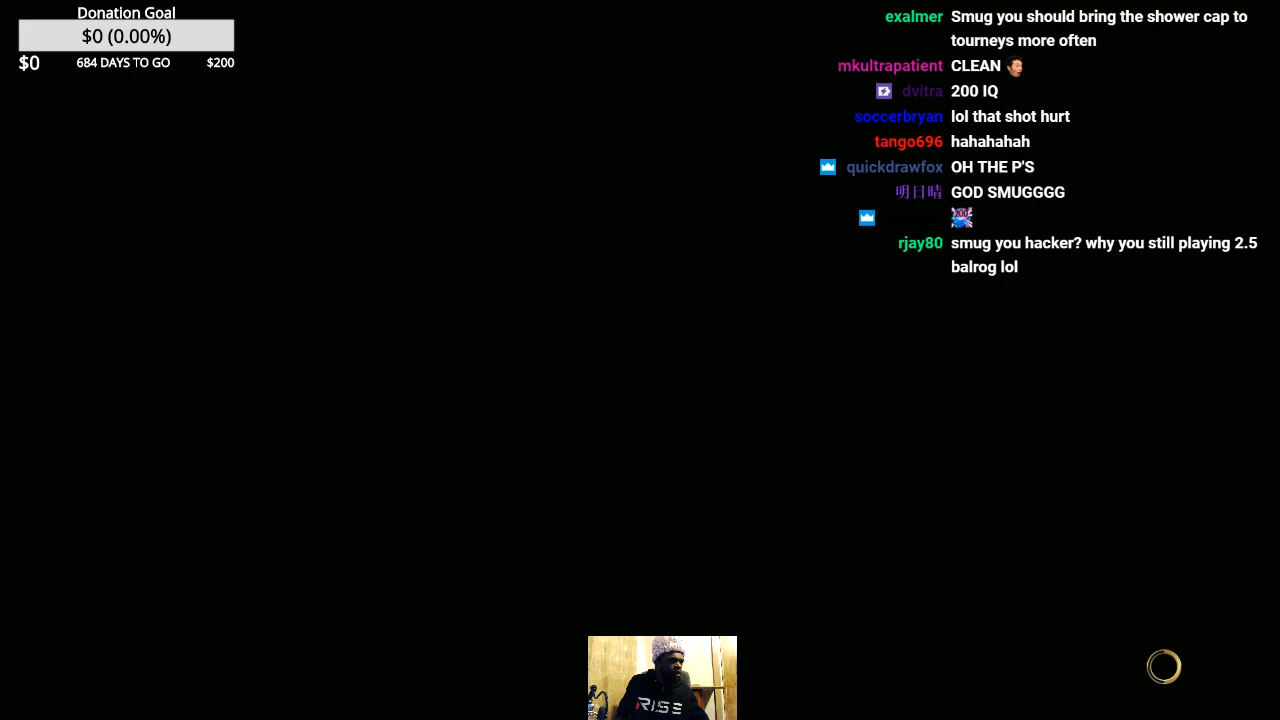 Donation Goal
$0 (0.00%)
$0 684 DAYS TO GO $200
exalmer Smug you should bring the shower cap to
tourneys more often
mkultrapatient CLEAN
dvitra 200 IQ
soccerbryan lol that shot hurt
tango696 hahahahah
quickdrawfox OH THE P'S
明日晴 GOD SMUGGGG
rjay80 smug you hacker? why you still playing 2.5
balrog lol
RISE